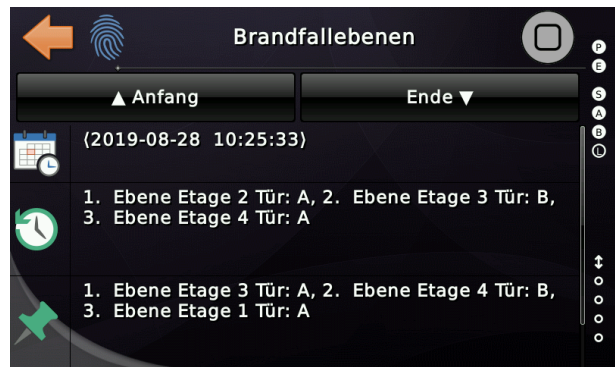 Brandfallebenen
▲ Anfang
Ende ▼
(2019-08-28 10:25:33)
1. Ebene Etage 2 Tür: A, 2. Ebene Etage 3 Tür: B,
3. Ebene Etage 4 Tür: A
1. Ebene Etage 3 Tür: A, 2. Ebene Etage 4 Tür: B,
3. Ebene Etage 1 Tür: A
P
E
S
A
B
L